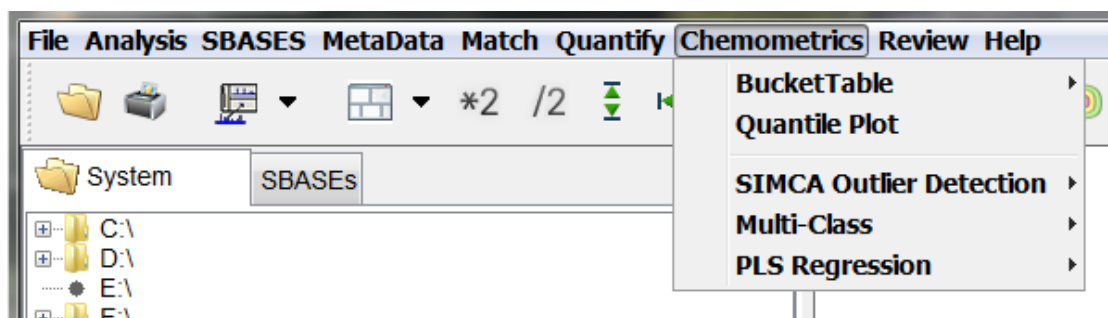 File Analysis SBASES MetaData Match Quantify Chemometrics Review Help
BucketTable
*2 /2
Quantile Plot
System
SBASEs
SIMCA Outlier Detection
C:\
Multi-Class
D:\
PLS Regression
E:\